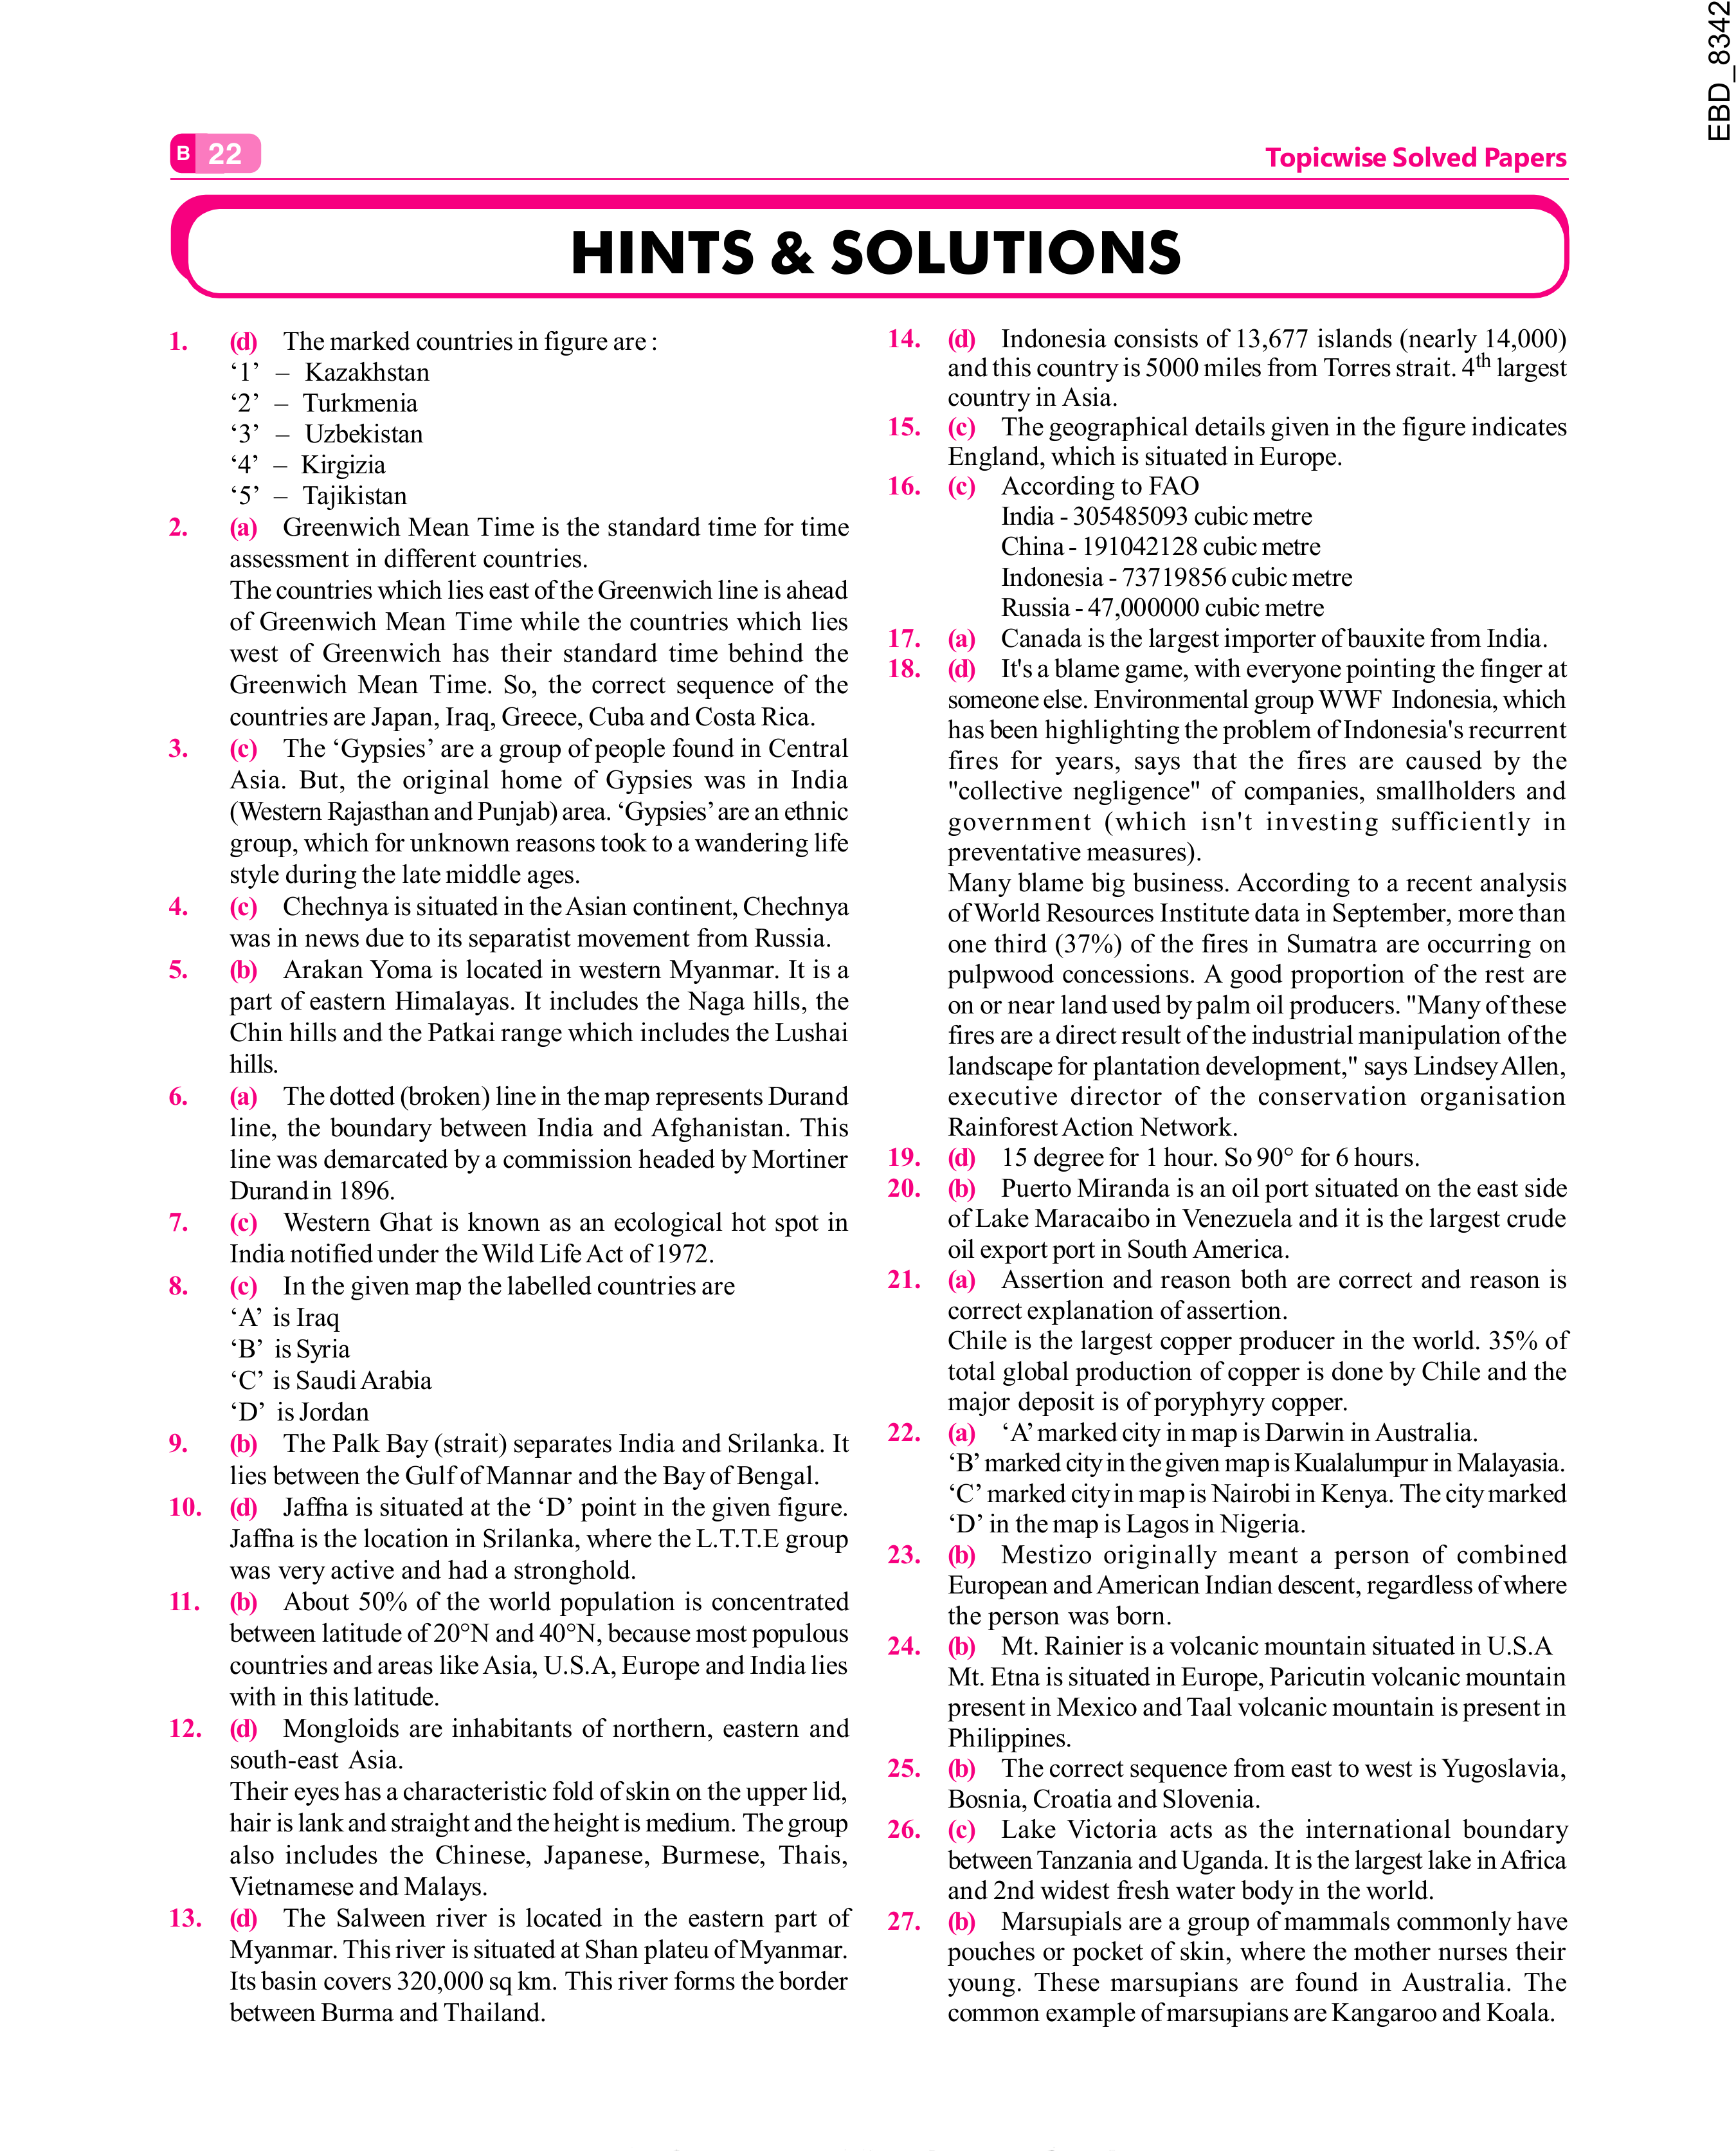 EBD_8342
B 22
Topicwise Solved Papers
HINTS & SOLUTIONS
1. (d) The marked countries in figure are :
‘1’ – Kazakhstan
‘2’ – Turkmenia
‘3’ – Uzbekistan
‘4’ – Kirgizia
‘5’ – Tajikistan
2. (a) Greenwich Mean Time is the standard time for time
assessment in different countries.
The countries which lies east of the Greenwich line is ahead
of Greenwich Mean Time while the countries which lies
west of Greenwich has their standard time behind the
Greenwich Mean Time. So, the correct sequence of the
countries are Japan, Iraq, Greece, Cuba and Costa Rica.
3. (c) The ‘Gypsies’ are a group of people found in Central
Asia. But, the original home of Gypsies was in India
(Western Rajasthan and Punjab) area. ‘Gypsies’ are an ethnic
group, which for unknown reasons took to a wandering life
style during the late middle ages.
4. (c) Chechnya is situated in the Asian continent, Chechnya
was in news due to its separatist movement from Russia.
5. (b) Arakan Yoma is located in western Myanmar. It is a
part of eastern Himalayas. It includes the Naga hills, the
Chin hills and the Patkai range which includes the Lushai
hills.
6. (a) The dotted (broken) line in the map represents Durand
line, the boundary between India and Afghanistan. This
line was demarcated by a commission headed by Mortiner
Durand in 1896.
7. (c) Western Ghat is known as an ecological hot spot in
India notified under the Wild Life Act of 1972.
8. (c) In the given map the labelled countries are
‘A’ is Iraq
‘B’ is Syria
‘C’ is Saudi Arabia
‘D’ is Jordan
9. (b) The Palk Bay (strait) separates India and Srilanka. It
lies between the Gulf of Mannar and the Bay of Bengal.
10. (d) Jaffna is situated at the ‘D’ point in the given figure.
Jaffna is the location in Srilanka, where the L.T.T.E group
was very active and had a stronghold.
11. (b) About 50% of the world population is concentrated
between latitude of 20°N and 40°N, because most populous
countries and areas like Asia, U.S.A, Europe and India lies
with in this latitude.
12. (d) Mongloids are inhabitants of northern, eastern and
south-east Asia.
Their eyes has a characteristic fold of skin on the upper lid,
hair is lank and straight and the height is medium. The group
also includes the Chinese, Japanese, Burmese, Thais,
Vietnamese and Malays.
13. (d) The Salween river is located in the eastern part of
Myanmar. This river is situated at Shan plateu of Myanmar.
Its basin covers 320,000 sq km. This river forms the border
between Burma and Thailand.
14. (d) Indonesia consists of 13,677 islands (nearly 14,000)
and this country is 5000 miles from Torres strait. 4th largest
country in Asia.
15. (c) The geographical details given in the figure indicates
England, which is situated in Europe.
16. (c) According to FAO
India - 305485093 cubic metre
China - 191042128 cubic metre
Indonesia - 73719856 cubic metre
Russia - 47,000000 cubic metre
17. (a) Canada is the largest importer of bauxite from India.
18. (d) It's a blame game, with everyone pointing the finger at
someone else. Environmental group WWF Indonesia, which
has been highlighting the problem of Indonesia's recurrent
fires for years, says that the fires are caused by the
"collective negligence" of companies, smallholders and
government (which isn't investing sufficiently in
preventative measures).
Many blame big business. According to a recent analysis
of World Resources Institute data in September, more than
one third (37%) of the fires in Sumatra are occurring on
pulpwood concessions. A good proportion of the rest are
on or near land used by palm oil producers. "Many of these
fires are a direct result of the industrial manipulation of the
landscape for plantation development," says Lindsey Allen,
executive director of the conservation organisation
Rainforest Action Network.
19. (d) 15 degree for 1 hour. So 90° for 6 hours.
20. (b) Puerto Miranda is an oil port situated on the east side
of Lake Maracaibo in Venezuela and it is the largest crude
oil export port in South America.
21. (a) Assertion and reason both are correct and reason is
correct explanation of assertion.
Chile is the largest copper producer in the world. 35% of
total global production of copper is done by Chile and the
major deposit is of poryphyry copper.
22. (a) ‘A’ marked city in map is Darwin in Australia.
‘B’ marked city in the given map is Kualalumpur in Malayasia.
‘C’ marked city in map is Nairobi in Kenya. The city marked
‘D’ in the map is Lagos in Nigeria.
23. (b) Mestizo originally meant a person of combined
European and American Indian descent, regardless of where
the person was born.
24. (b) Mt. Rainier is a volcanic mountain situated in U.S.A
Mt. Etna is situated in Europe, Paricutin volcanic mountain
present in Mexico and Taal volcanic mountain is present in
Philippines.
25. (b) The correct sequence from east to west is Yugoslavia,
Bosnia, Croatia and Slovenia.
26. (c) Lake Victoria acts as the international boundary
between Tanzania and Uganda. It is the largest lake in Africa
and 2nd widest fresh water body in the world.
27. (b) Marsupials are a group of mammals commonly have
pouches or pocket of skin, where the mother nurses their
young. These marsupians are found in Australia. The
common example of marsupians are Kangaroo and Koala.